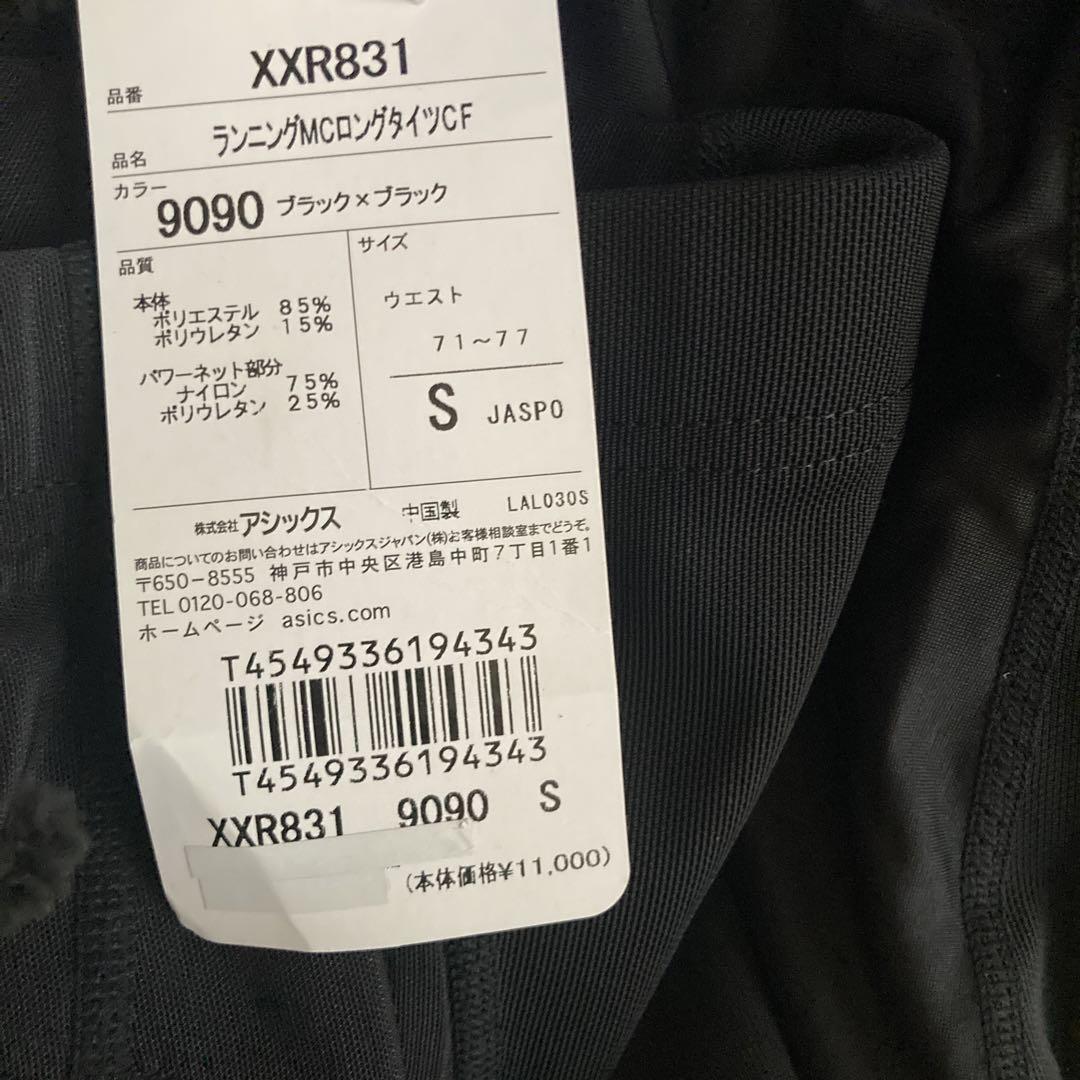 品番 XXR831
品名 ランニングMCロングタイツCF
カラー 9090 ブラック×ブラック
品質
本体
ポリエステル 85%
ポリウレタン 15%
パワーネット部分
ナイロン 75%
ポリウレタン 25%
サイズ
ウエスト
71~77
S JASPO
株式会社アシックス 中国製 LAL030S
商品についてのお問い合わせはアシックスジャパン(株)お客様相談室までどうぞ。
〒650-8555 神戸市中央区港島中町7丁目1番1
TEL 0120-068-806
ホームページ asics.com
T4549336194343
T4549336194343
XXR831 9090 S
(本体価格¥11,000)